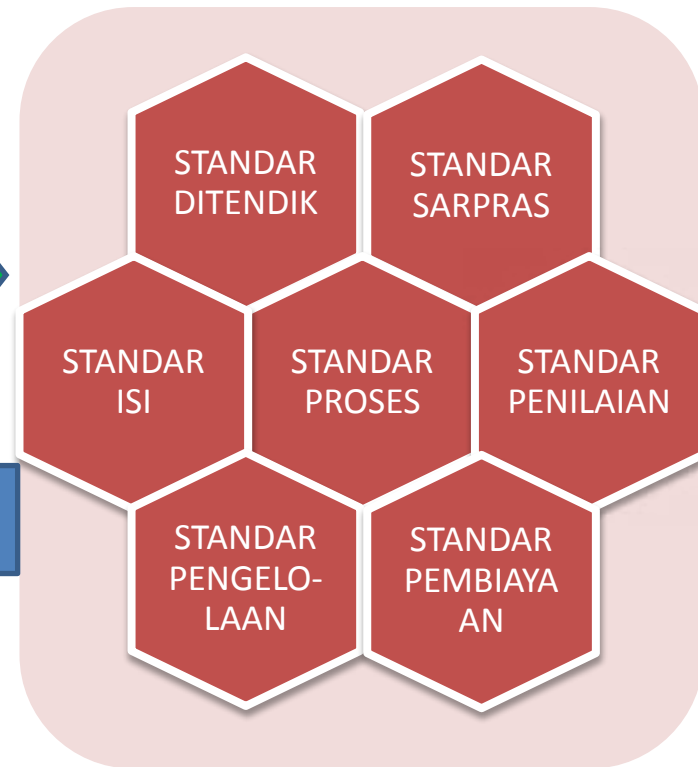 STANDAR
DITENDIK
STANDAR
SARPRAS
STANDAR
ISI
STANDAR
PROSES
STANDAR
PENILAIAN
STANDAR
PENGELO-
LAAN
STANDAR
PEMBIAYA
AN